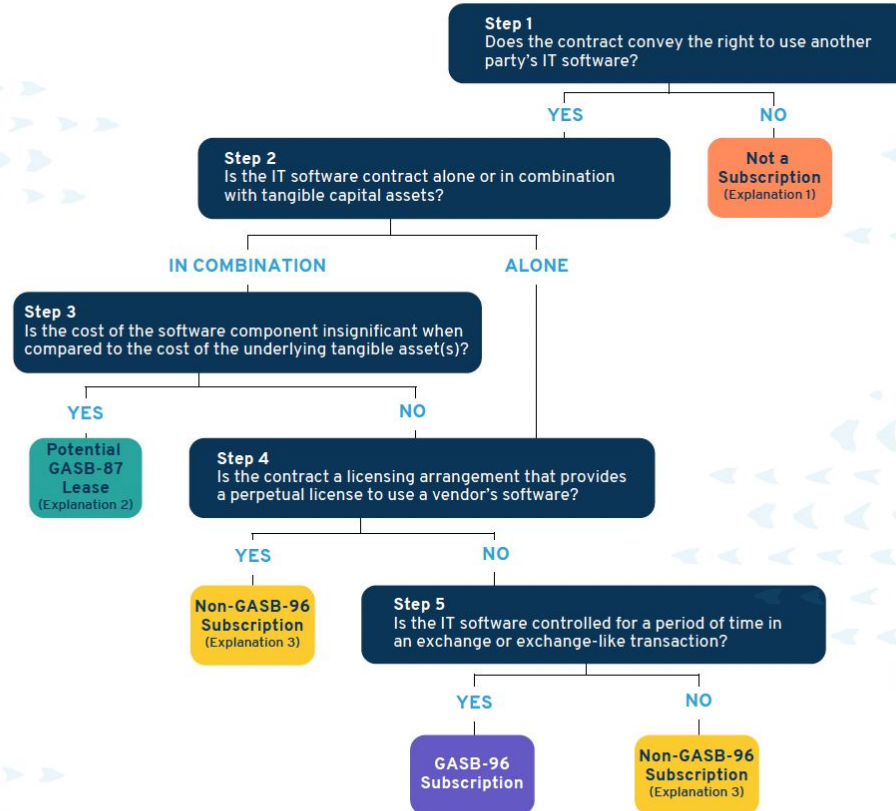 Step 1
Does the contract convey the right to use another
party's IT software?
YES
NO
Step 2
Is the IT software contract alone or in combination
with tangible capital assets?
Not a
Subscription
(Explanation 1)
IN COMBINATION
ALONE
Step 3
Is the cost of the software component insignificant when
compared to the cost of the underlying tangible asset(s)?
YES
NO
Potential
GASB-87
Lease
(Explanation 2)
Step 4
Is the contract a licensing arrangement that provides
a perpetual license to use a vendor's software?
YES
NO
Non-GASB-96
Subscription
(Explanation 3)
Step 5
Is the IT software controlled for a period of time in
an exchange or exchange-like transaction?
YES
NO
GASB-96
Subscription
Non-GASB-96
Subscription
(Explanation 3)